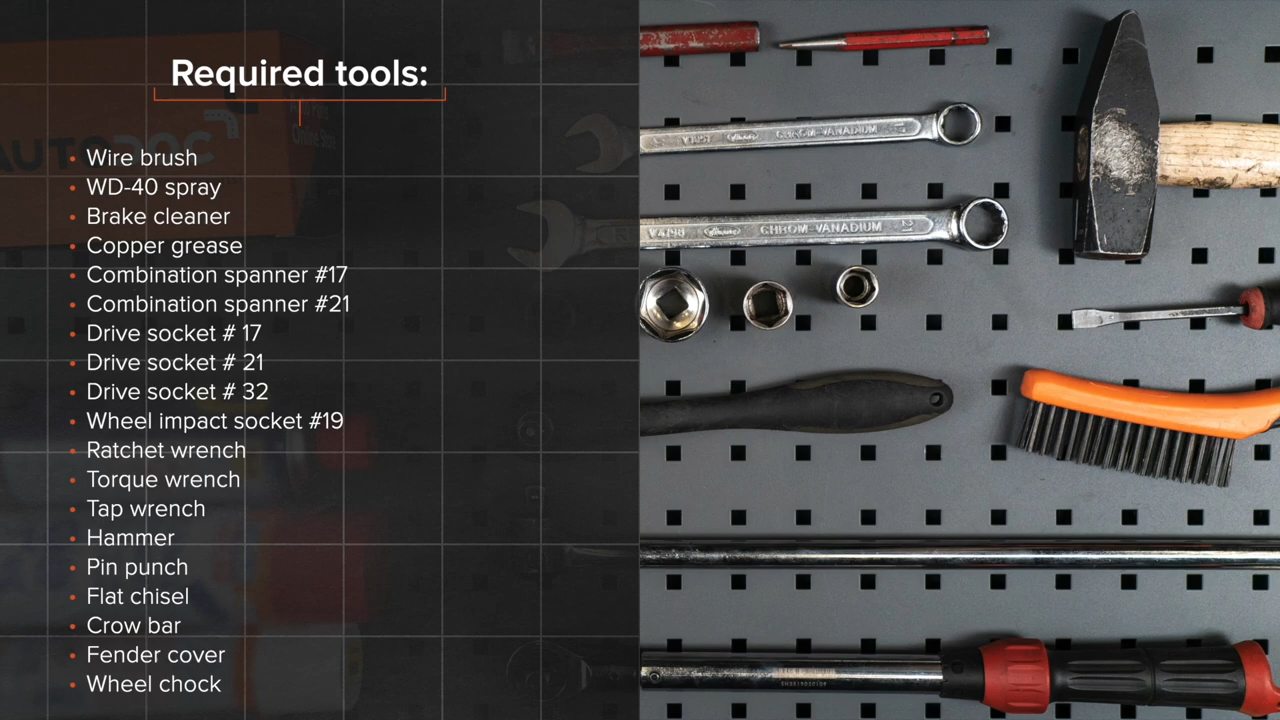 Required tools:
AUTODOC
Wire brush
WD-40 spray
Brake cleaner
Copper grease
Combination spanner #17
Combination spanner #21
Drive socket # 17
Drive socket # 21
Drive socket # 32
Wheel impact socket #19
Ratchet wrench
Torque wrench
Tap wrench
Hammer
Pin punch
Flat chisel
Crow bar
Fender cover
Wheel chock
CHROM-VANADIUM
CHROM-VANADIUM 21